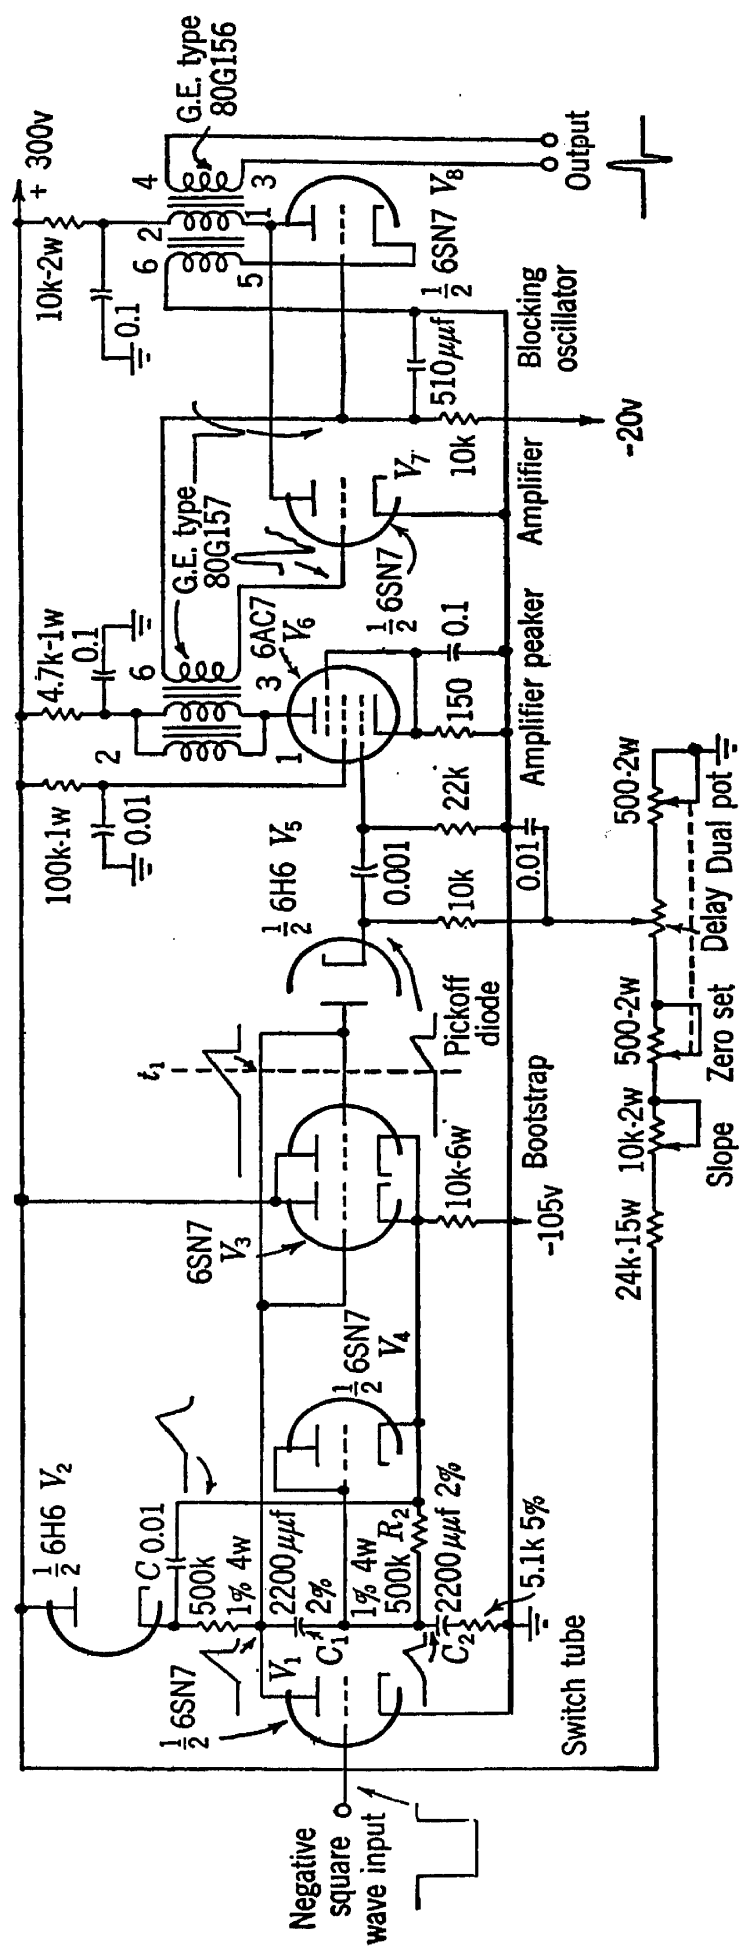 + 300v
G.E. type
80G156
10k-2w
0.1
4
3
2
1
6
5
1/2 6SN7 V8
Output
Blocking
oscillator
510μμf
10k
-20v
G.E. type
80G157
V7
1/2 6SN7
Amplifier
4.7k-1w
0.1
6
3
2
1
6AC7
V6
0.1
150
Amplifier peaker
100k-1w
0.01
1/2 6H6 V5
0.001
22k
10k
0.01
500-2w
Dual pot
Delay
500-2w
Zero set
10k-2w
Slope
24k-15w
t1
Pickoff
diode
6SN7
V3
Bootstrap
10k-6w
-105v
1/2 6SN7
V4
1/2 6H6 V2
C 0.01
500k
1% 4w
2200μμf
2%
C1
1% 4w
500k R2
2200μμf 2%
C2
5.1k 5%
1/2 6SN7
V1
Switch tube
Negative
square
wave input